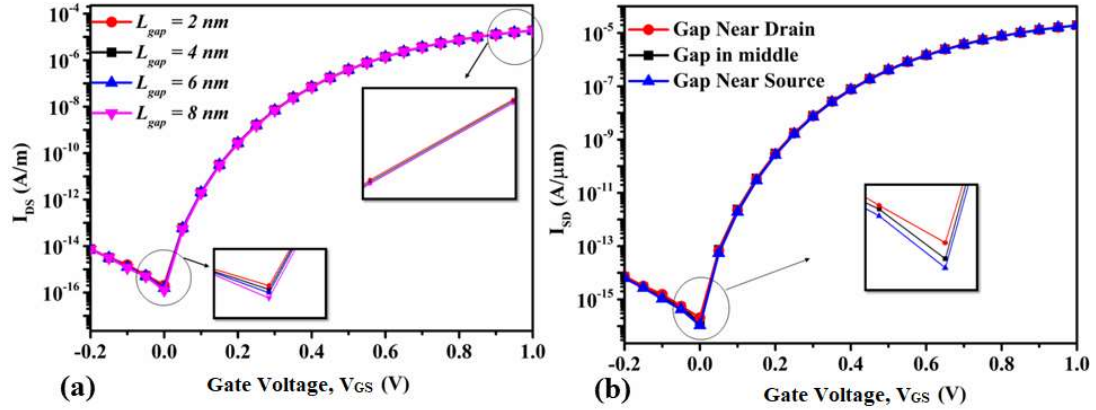 L_gap = 2 nm
L_gap = 4 nm
L_gap = 6 nm
L_gap = 8 nm
10⁻⁴
10⁻⁶
10⁻⁸
10⁻¹⁰
10⁻¹²
10⁻¹⁴
10⁻¹⁶
I_DS (A/m)
-0.2 0.0 0.2 0.4 0.6 0.8 1.0
(a)
Gate Voltage, V_GS (V)
Gap Near Drain
Gap in middle
Gap Near Source
10⁻⁵
10⁻⁷
10⁻⁹
10⁻¹¹
10⁻¹³
10⁻¹⁵
I_SD (A/μm)
-0.2 0.0 0.2 0.4 0.6 0.8 1.0
(b)
Gate Voltage, V_GS (V)